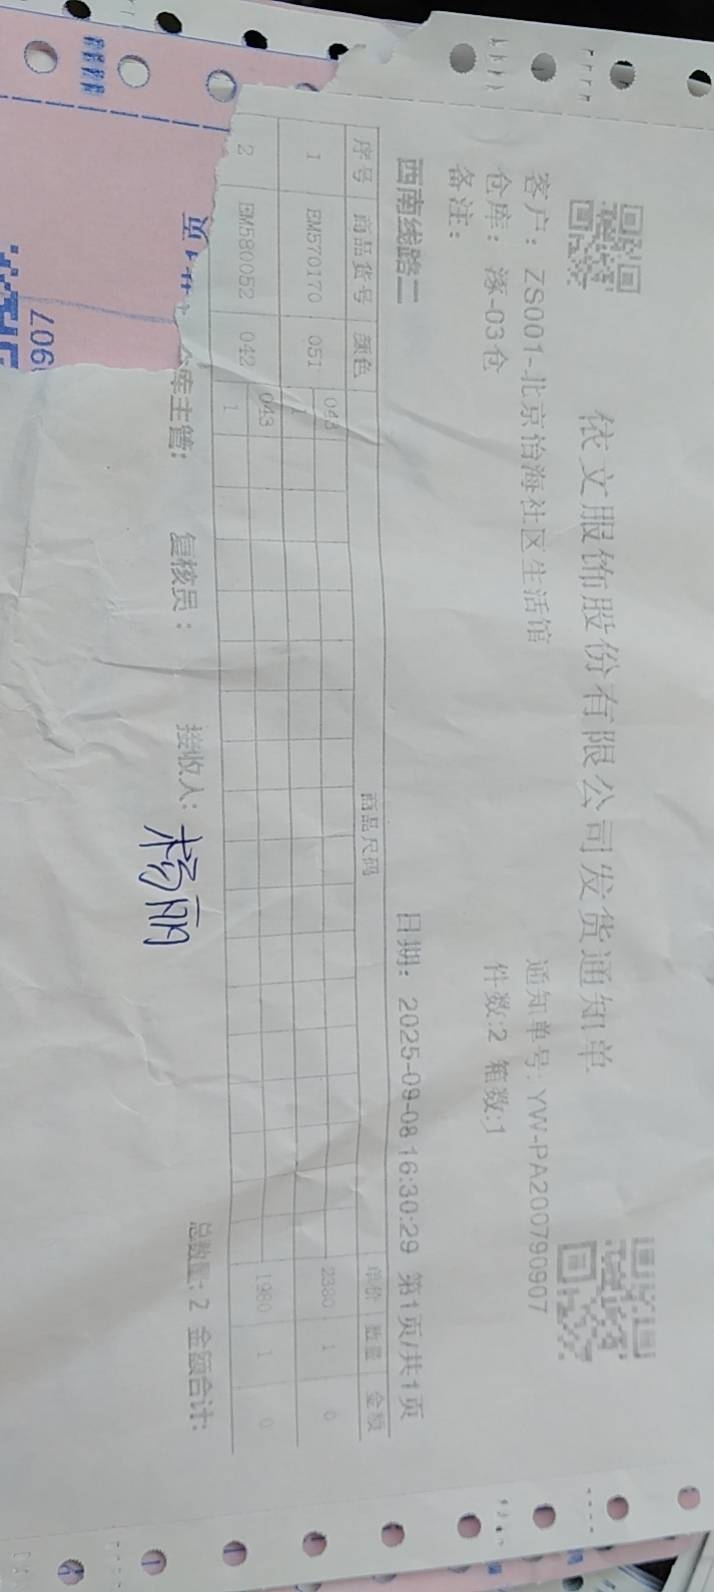 依文服饰股份有限公司发货通知单
客户：ZS001-北京怡海社区生活馆 通知单号：YW-PA200790907
仓库：涿-03仓 件数:2 箱数:1
备注：
西南线路二 日期：2025-09-08 16:30:29 第1页/共1页
序号 商品货号 颜色 商品尺码 单价 数量 金额
043
1 EM570170 051 1 2380 1 0
043
2 EM580052 042 1 1980 1 0
库主管： 复核员： 接收人：杨丽 总数量：2 金额合计：
907